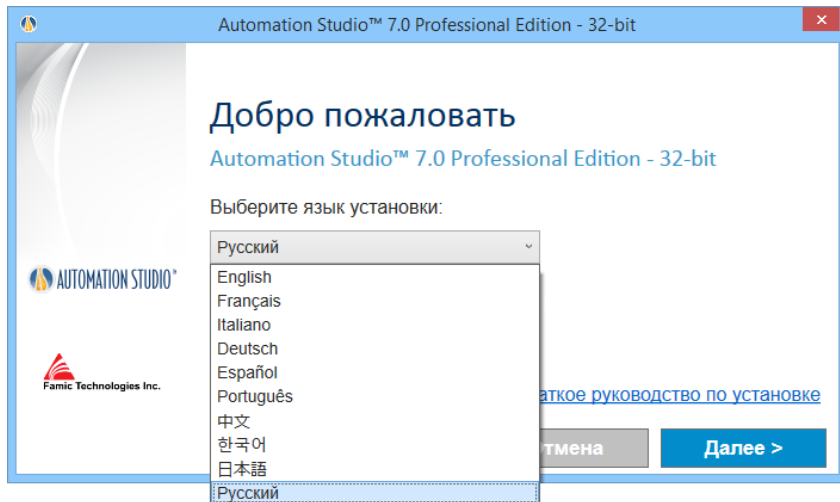 Automation Studio™ 7.0 Professional Edition - 32-bit
Добро пожаловать
Automation Studio™ 7.0 Professional Edition - 32-bit
Выберите язык установки:
Русский
AUTOMATION STUDIO®
English
Français
Italiano
Deutsch
Español
Português
中文
한국어
日本語
Русский
Famic Technologies Inc.
руководство по установке
Далее >